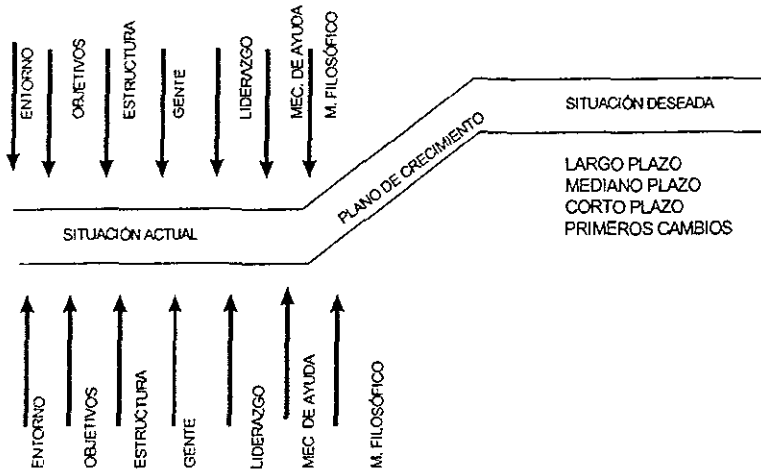 ENTORNO
OBJETIVOS
ESTRUCTURA
GENTE
LIDERAZGO
MEC. DE AYUDA
M. FILOSÓFICO
SITUACIÓN DESEADA
PLANO DE CRECIMIENTO
LARGO PLAZO
MEDIANO PLAZO
CORTO PLAZO
PRIMEROS CAMBIOS
SITUACIÓN ACTUAL
ENTORNO
OBJETIVOS
ESTRUCTURA
GENTE
LIDERAZGO
MEC. DE AYUDA
M. FILOSÓFICO